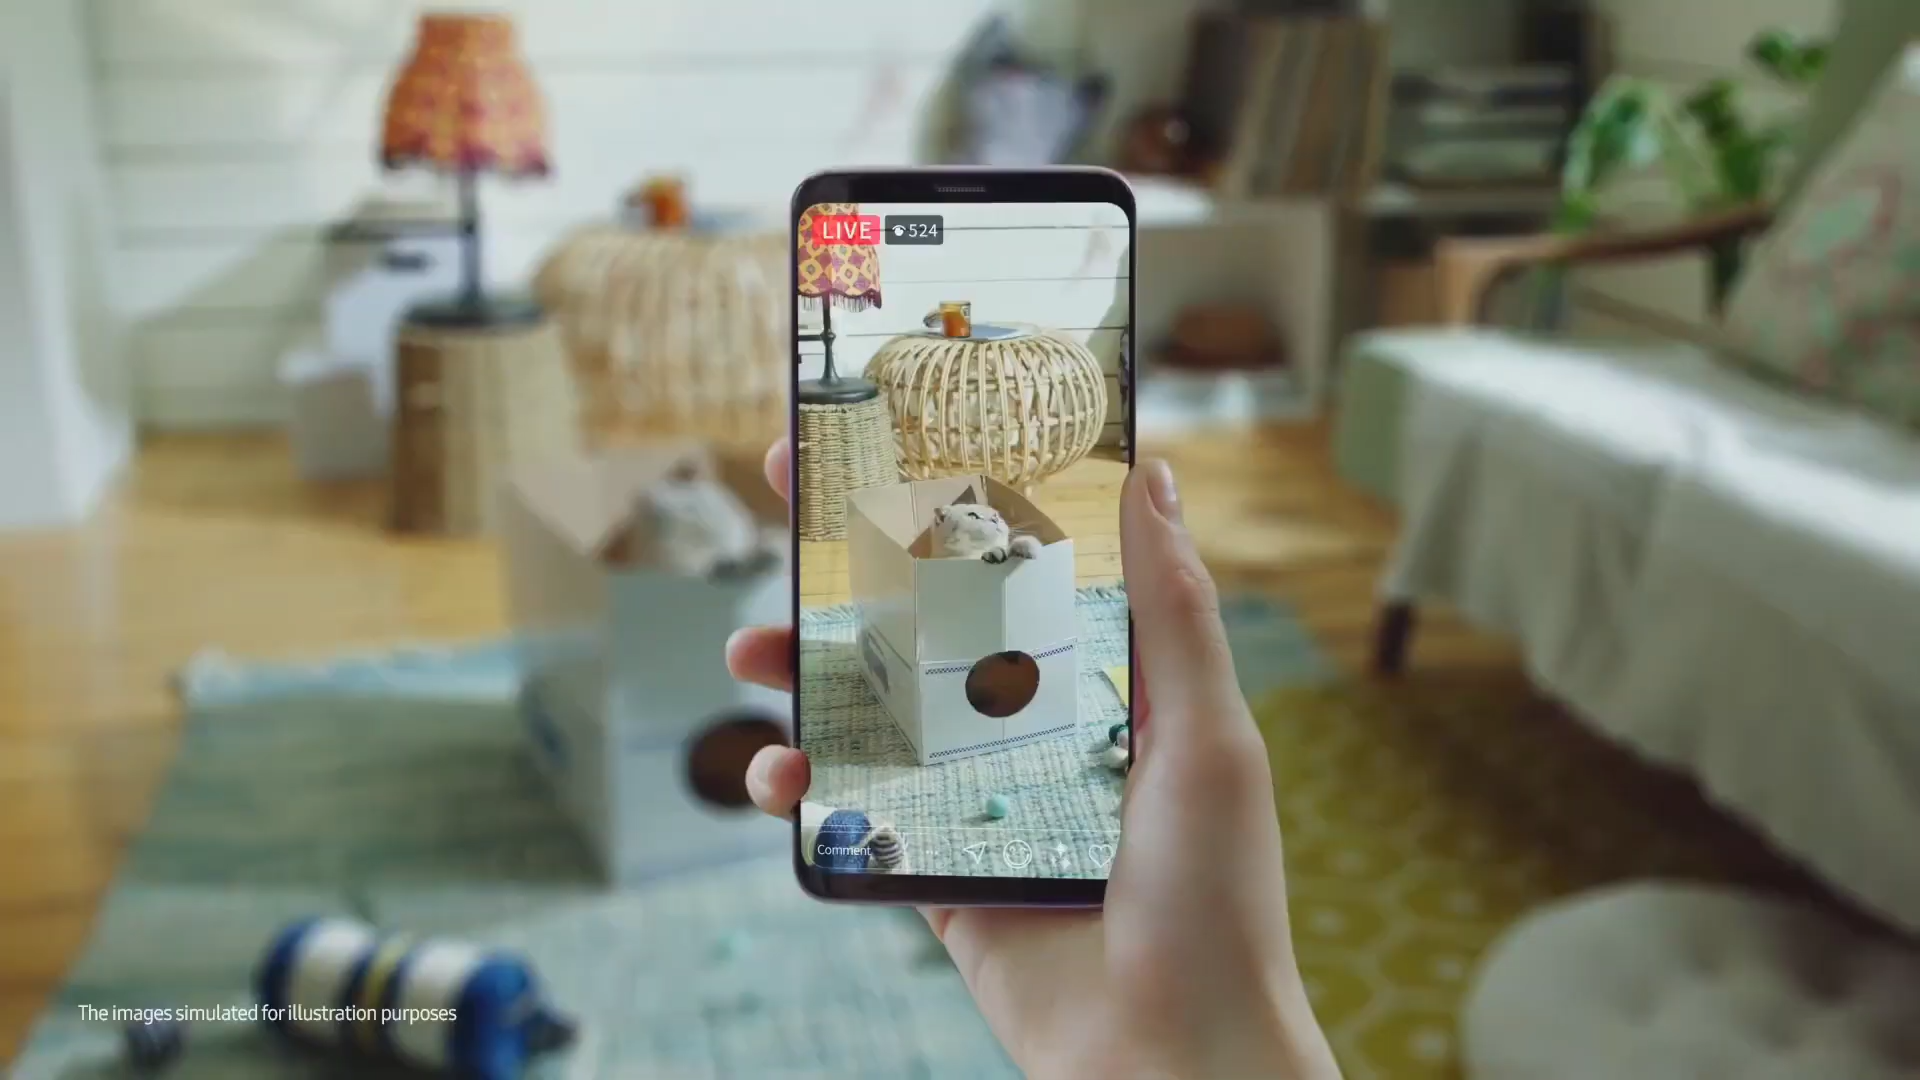 LIVE 524
Comment
The images simulated for illustration purposes